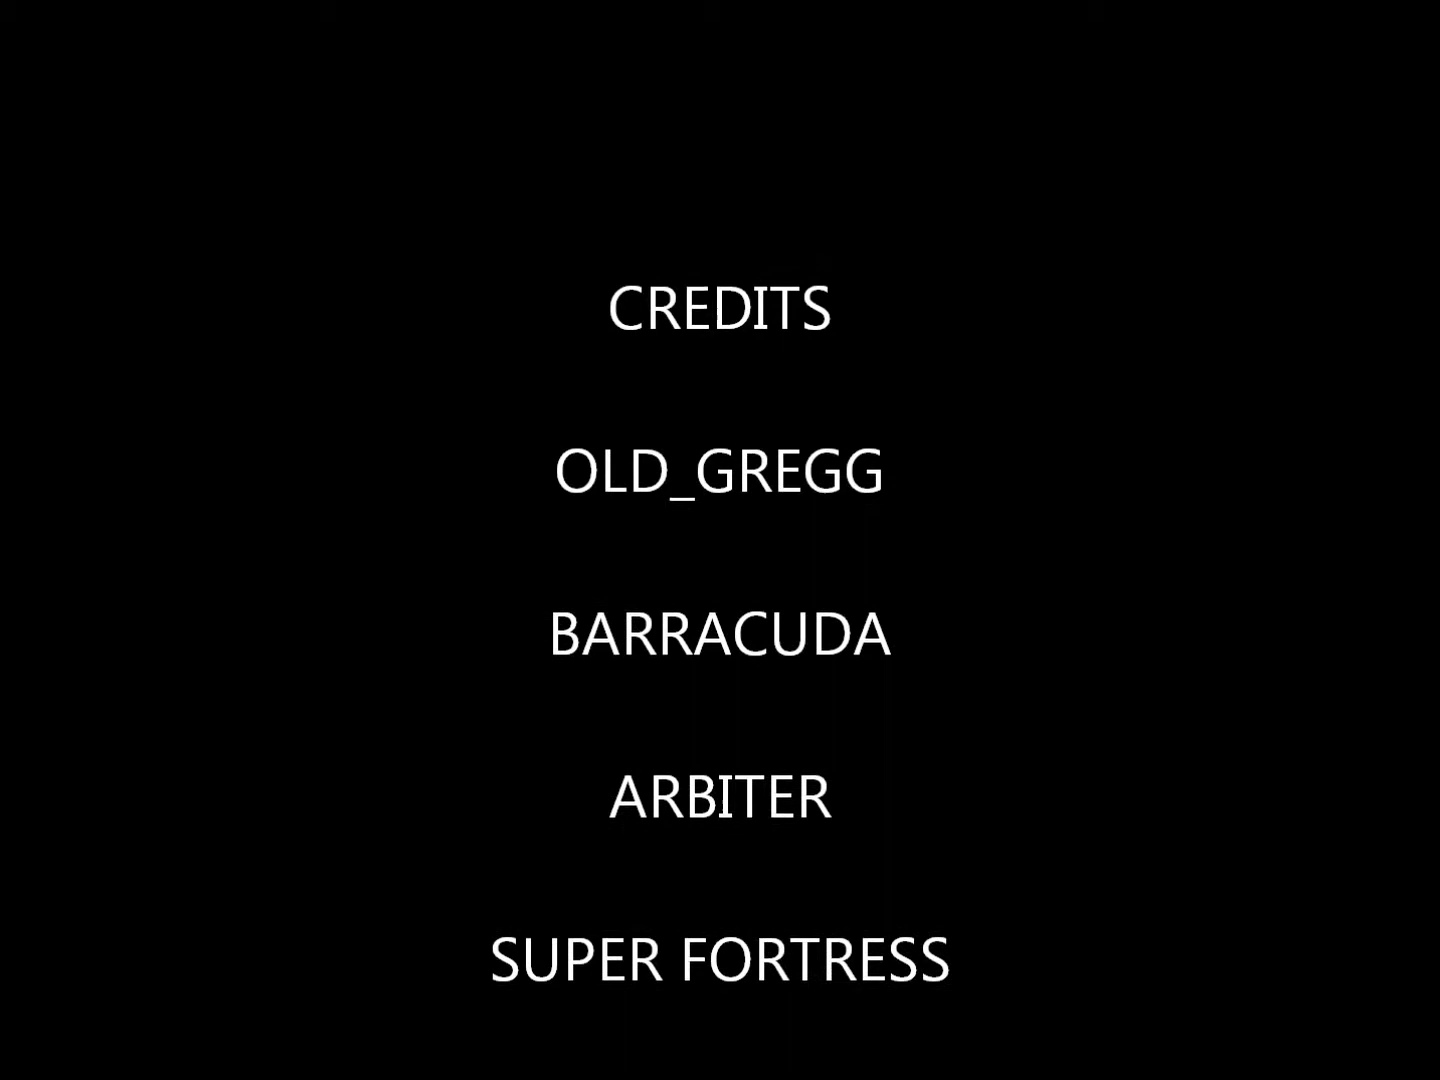 CREDITS
OLD_GREGG
BARRACUDA
ARBITER
SUPER FORTRESS